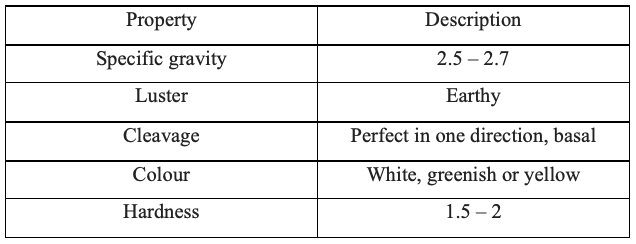 Property Description
Specific gravity 2.5 – 2.7
Luster Earthy
Cleavage Perfect in one direction, basal
Colour White, greenish or yellow
Hardness 1.5 – 2